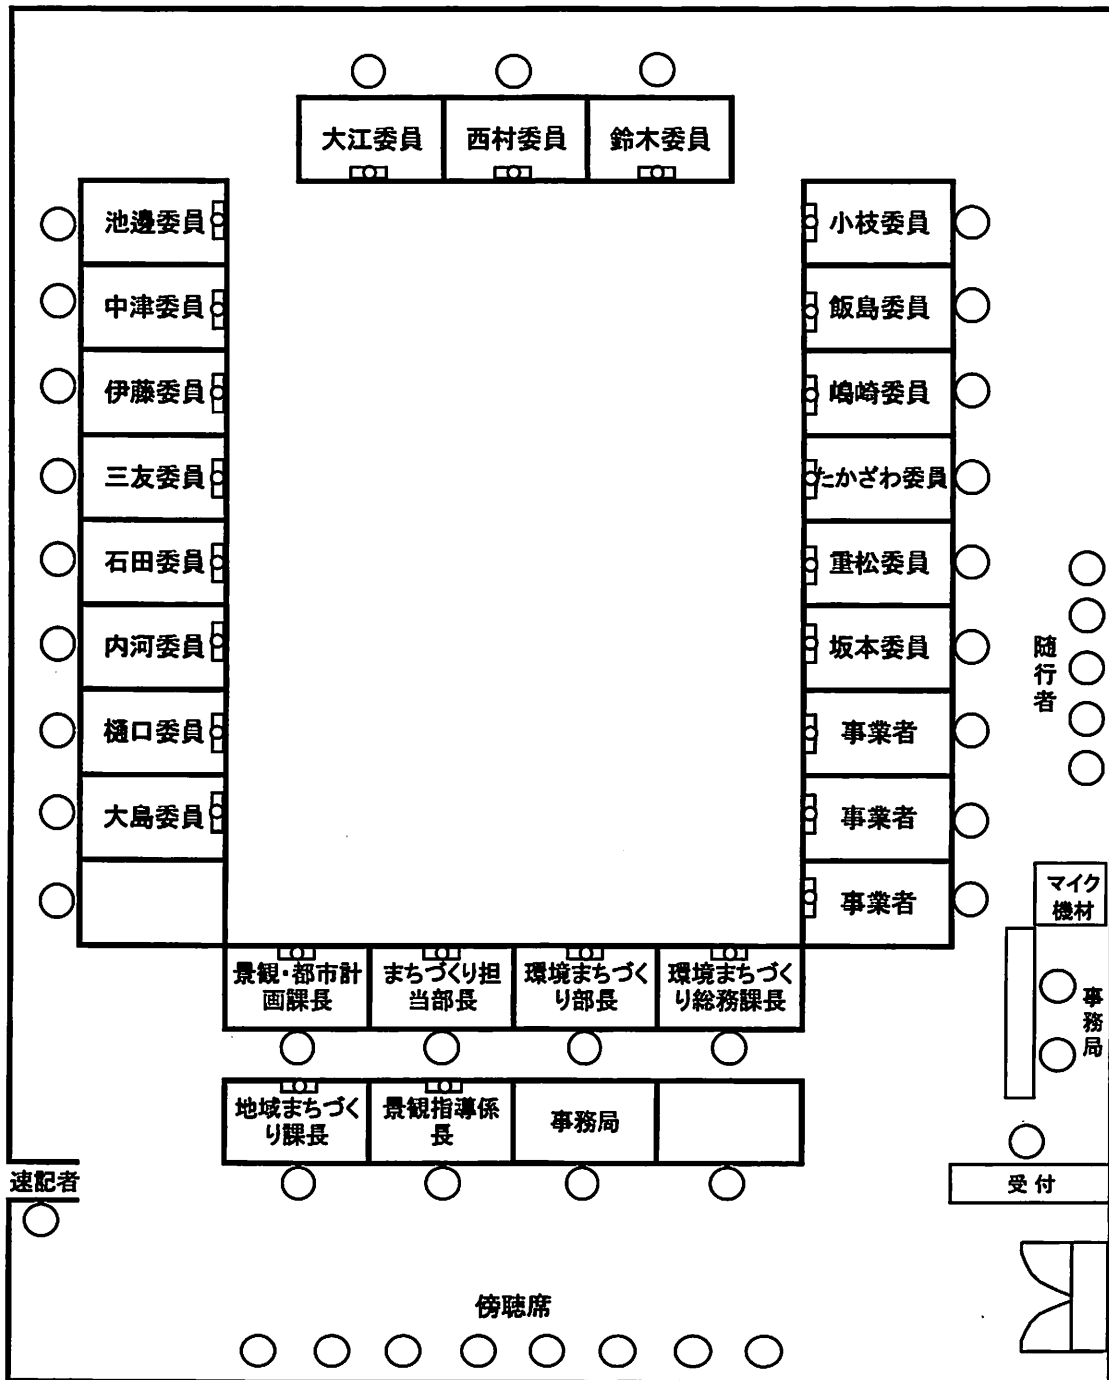 大江委員
西村委員
鈴木委員
池邊委員
中津委員
伊藤委員
三友委員
石田委員
内河委員
樋口委員
大島委員
小枝委員
飯島委員
嶋崎委員
たかざわ委員
重松委員
坂本委員
事業者
事業者
事業者
随行者
マイク
機材
事務局
景観・都市計
画課長
まちづくり担
当部長
環境まちづく
り部長
環境まちづく
り総務課長
地域まちづく
り課長
景観指導係
長
事務局
速記者
受付
傍聴席